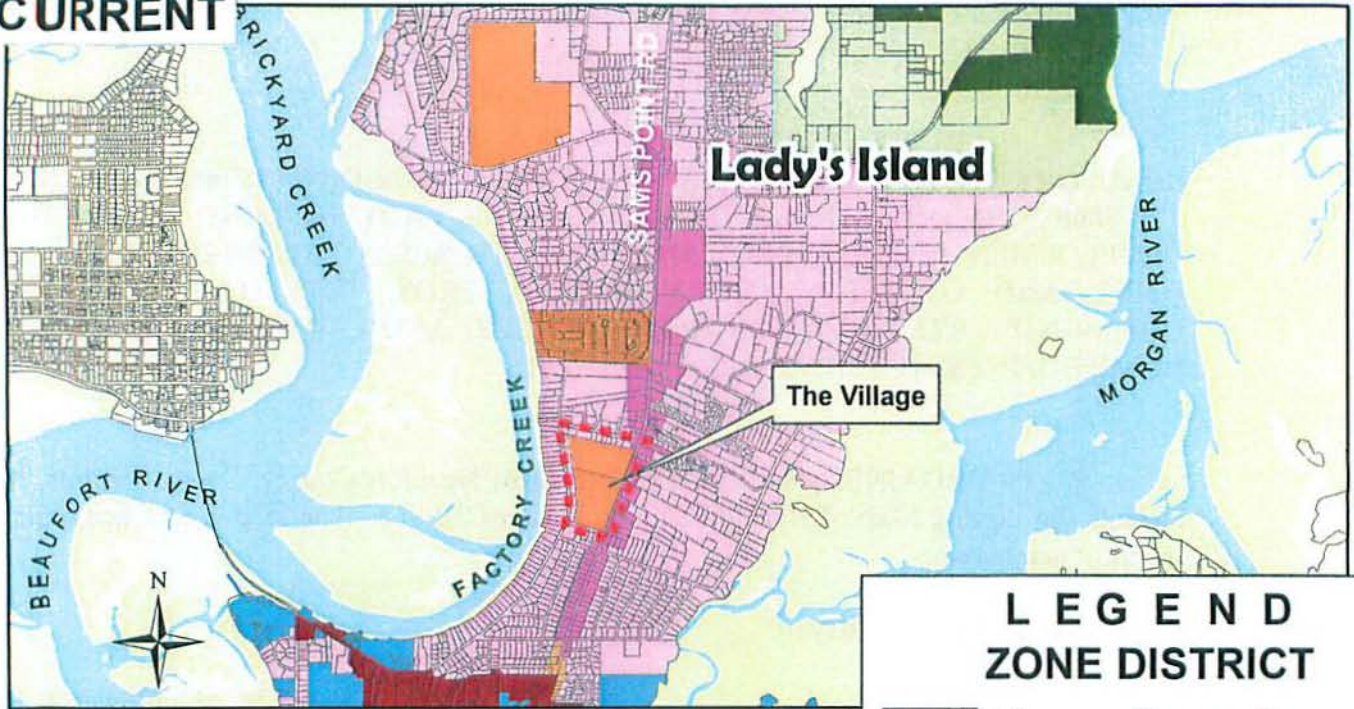 CURRENT
BRICKYARD CREEK
SAMS POINT RD
Lady's Island
MORGAN RIVER
The Village
FACTORY CREEK
BEAUFORT RIVER
N
LEGEND
ZONE DISTRICT